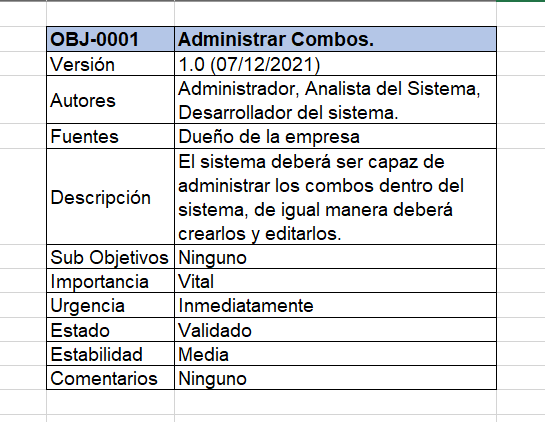 OBJ-0001 Administrar Combos.
Versión 1.0 (07/12/2021)
Autores Administrador, Analista del Sistema,
Desarrollador del sistema.
Fuentes Dueño de la empresa
Descripción El sistema deberá ser capaz de
administrar los combos dentro del
sistema, de igual manera deberá
crearlos y editarlos.
Sub Objetivos Ninguno
Importancia Vital
Urgencia Inmediatamente
Estado Validado
Estabilidad Media
Comentarios Ninguno